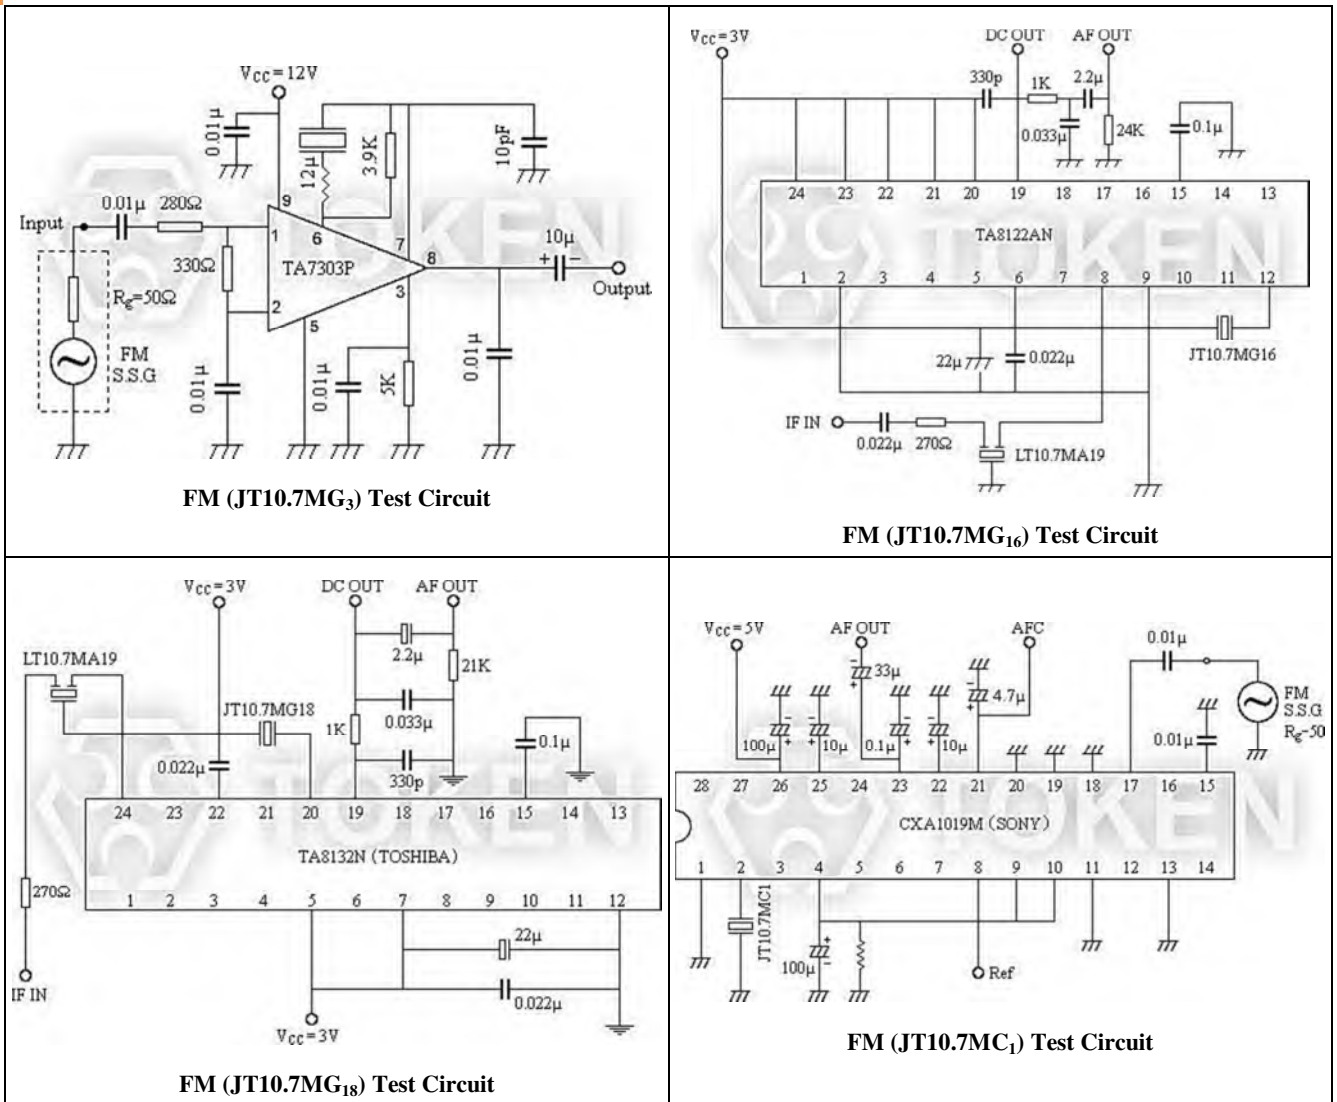 Vcc=12V
0.01μ
12μ
3.9K
10pF
Input
0.01μ
280Ω
9
1
6
7
8
330Ω
TA7303P
2
3
5
10μ
+ −
Output
Rg=50Ω
FM
S.S.G
0.01μ
0.01μ
5K
0.01μ
TOKEN
FM (JT10.7MG3) Test Circuit
Vcc=3V
DC OUT
AF OUT
330p
1K
2.2μ
0.033μ
24K
0.1μ
24 23 22 21 20 19 18 17 16 15 14 13
TA8122AN
TOKEN
1 2 3 4 5 6 7 8 9 10 11 12
22μ
0.022μ
JT10.7MG16
IF IN
0.022μ
270Ω
LT10.7MA19
FM (JT10.7MG16) Test Circuit
Vcc=3V
DC OUT
AF OUT
LT10.7MA19
2.2μ
21K
JT10.7MG18
0.033μ
1K
0.1μ
0.022μ
330p
24 23 22 21 20 19 18 17 16 15 14 13
TA8132N (TOSHIBA)
TOKEN
270Ω
1 2 3 4 5 6 7 8 9 10 11 12
22μ
IF IN
0.022μ
Vcc=3V
FM (JT10.7MG18) Test Circuit
Vcc=5V
AF OUT
AFC
0.01μ
− 33μ
+
− 4.7μ
+
FM
S.S.G
Rg-50
100μ − +
10μ − +
0.1μ − +
10μ − +
0.01μ
28 27 26 25 24 23 22 21 20 19 18 17 16 15
CXA1019M (SONY)
TOKEN
1 2 3 4 5 6 7 8 9 10 11 12 13 14
JT10.7MC1
100μ + −
Ref
FM (JT10.7MC1) Test Circuit